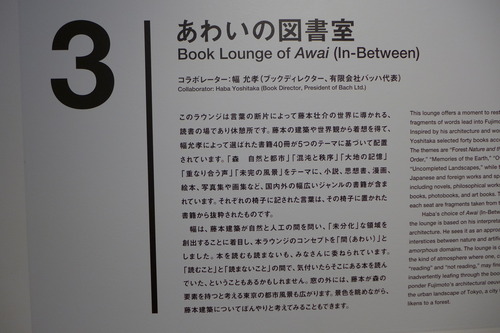 3
あわいの図書室
Book Lounge of Awai (In-Between)
コラボレーター：幅 允孝（ブックディレクター、有限会社バッハ代表）
Collaborator: Haba Yoshitaka (Book Director, President of Bach Ltd.)
このラウンジは言葉の断片によって藤本壮介の世界に導かれる、
読書の場であり休憩所です。藤本の建築や世界観から着想を得て、
幅允孝によって選ばれた書籍40冊が5つのテーマに基づいて配
置されています。「森　自然と都市」「混沌と秩序」「大地の記憶」
「重なり合う声」「未完の風景」をテーマに、小説、思想書、漫画、
絵本、写真集や画集など、国内外の幅広いジャンルの書籍が含ま
れています。それぞれの椅子に記された言葉は、その椅子に置かれた
書籍から抜粋されたものです。
幅は、藤本建築が自然と人工の間を問い、「未分化」な領域を
創出することに着目し、本ラウンジのコンセプトを「間（あわい）」と
しました。本を読むも読まないも、みなさんに委ねられています。
「読むこと」と「読まないこと」の間で、気付いたらそこにある本を読ん
でいた、ということもあるかもしれません。窓の外には、藤本が森の
要素を持つと考える東京の都市風景も広がります。景色を眺めながら、
藤本建築についてぼんやりと考えてみることもできます。
This lounge offers a moment to rest
fragments of words lead into Fujimo
Inspired by his architecture and wor
Yoshitaka selected forty books acco
The themes are "Forest Nature and the
Order," "Memories of the Earth," "O
"Uncompleted Landscapes," while t
Japanese and foreign works and sp
including novels, philosophical works
books, photobooks, and art books. T
each seat are fragments taken from t
Haba's choice of Awai (In-Betwe
the lounge is based on his interpreta
architecture. He sees it as an approa
interstices between nature and artifi
amorphous domains. The lounge is u
the kind of atmosphere where one, c
"reading" and "not reading," may fin
inadvertently leafing through the boo
ponder Fujimoto's architectural oeuv
the urban landscape of Tokyo, a city
likens to a forest.